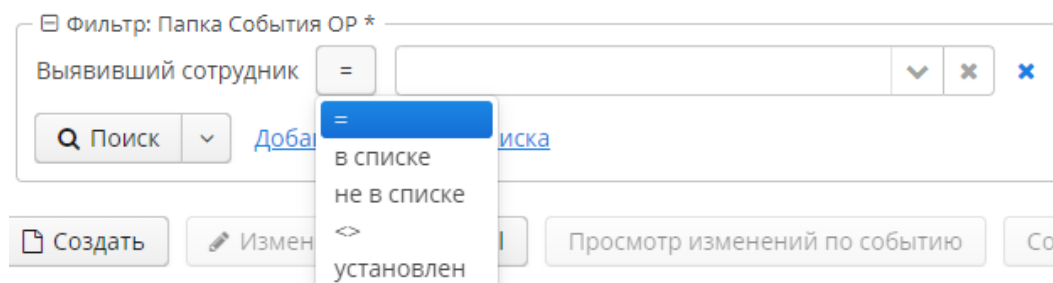 Фильтр: Папка События ОР *
Выявивший сотрудник =
Поиск
=
в списке
не в списке
<>
установлен
Создать
Просмотр изменений по событию